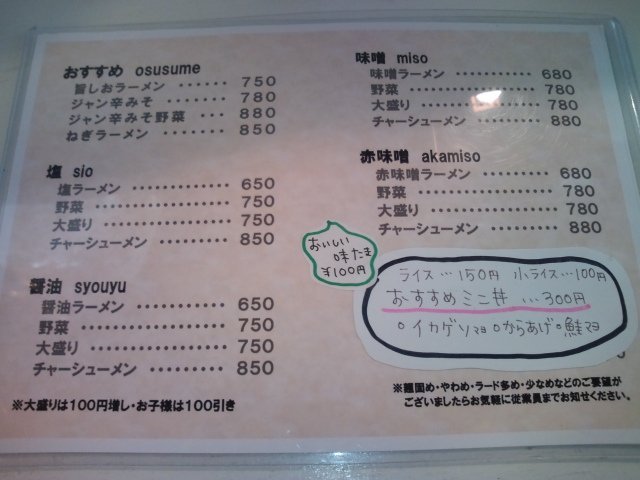 おすすめ osusume
旨しおラーメン ‥‥‥ 750
ジャン辛みそ ‥‥‥‥ 780
ジャン辛みそ野菜 ‥‥ 880
ねぎラーメン ‥‥‥‥ 850
塩 sio
塩ラーメン ‥‥‥‥‥‥ 650
野菜 ‥‥‥‥‥‥‥‥ 750
大盛り ‥‥‥‥‥‥‥ 750
チャーシューメン ‥‥‥‥ 850
醤油 syouyu
醤油ラーメン ‥‥‥‥‥ 650
野菜 ‥‥‥‥‥‥‥‥ 750
大盛り ‥‥‥‥‥‥‥ 750
チャーシューメン ‥‥‥‥ 850
※大盛りは100円増し・お子様は100引き
味噌 miso
味噌ラーメン ‥‥‥‥‥ 680
野菜 ‥‥‥‥‥‥‥‥ 780
大盛り ‥‥‥‥‥‥‥ 780
チャーシューメン ‥‥‥‥ 880
赤味噌 akamiso
赤味噌ラーメン ‥‥‥‥ 680
野菜 ‥‥‥‥‥‥‥‥ 780
大盛り ‥‥‥‥‥‥‥ 780
チャーシューメン ‥‥‥‥ 880
おいしい
味たま
¥100円
ライス…150円 小ライス…100円
おすすめミニ丼 …300円
○イカゲソマヨ○からあげ○鮭マヨ
※麺固め・やわめ・ラード多め・少なめなどのご要望が
ございましたらお気軽に従業員までお知せください。